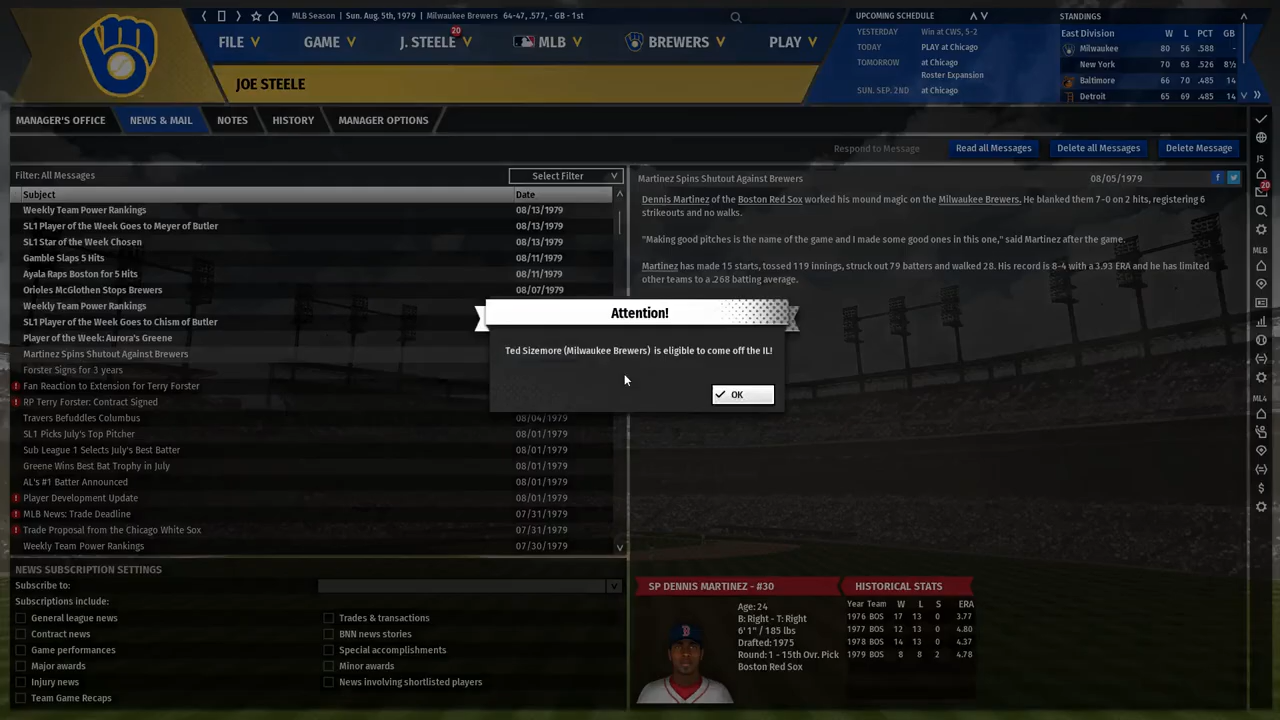 MLB Season | Sun. Aug. 5th, 1979 | Milwaukee Brewers 64-47, .577, - GB - 1st
FILE GAME J. STEELE 20 MLB BREWERS PLAY
JOE STEELE
UPCOMING SCHEDULE
YESTERDAY Win at CWS, 5-2
TODAY PLAY at Chicago
TOMORROW at Chicago
Roster Expansion
SUN. SEP. 2ND at Chicago
STANDINGS
East Division W L PCT GB
Milwaukee 80 56 .588 -
New York 70 63 .526 8½
Baltimore 66 70 .485 14
Detroit 65 69 .485 14
MANAGER'S OFFICE NEWS & MAIL NOTES HISTORY MANAGER OPTIONS
Respond to Message Read all Messages Delete all Messages Delete Message
Filter: All Messages Select Filter
Subject Date
Weekly Team Power Rankings 08/13/1979
SL1 Player of the Week Goes to Meyer of Butler 08/13/1979
SL1 Star of the Week Chosen 08/13/1979
Gamble Slaps 5 Hits 08/11/1979
Ayala Raps Boston for 5 Hits 08/11/1979
Orioles McGlothen Stops Brewers 08/07/1979
Weekly Team Power Rankings
SL1 Player of the Week Goes to Chism of Butler
Player of the Week: Aurora's Greene
Martinez Spins Shutout Against Brewers
Forster Signs for 3 years
Fan Reaction to Extension for Terry Forster
RP Terry Forster: Contract Signed
Travers Befuddles Columbus 08/04/1979
SL1 Picks July's Top Pitcher 08/01/1979
Sub League 1 Selects July's Best Batter 08/01/1979
Greene Wins Best Bat Trophy in July 08/01/1979
AL's #1 Batter Announced 08/01/1979
Player Development Update 08/01/1979
MLB News: Trade Deadline 07/31/1979
Trade Proposal from the Chicago White Sox 07/31/1979
Weekly Team Power Rankings 07/30/1979
Martinez Spins Shutout Against Brewers 08/05/1979
Dennis Martinez of the Boston Red Sox worked his mound magic on the Milwaukee Brewers. He blanked them 7-0 on 2 hits, registering 6
strikeouts and no walks.
"Making good pitches is the name of the game and I made some good ones in this one," said Martinez after the game.
Martinez has made 15 starts, tossed 119 innings, struck out 79 batters and walked 28. His record is 8-4 with a 3.93 ERA and he has limited
other teams to a .268 batting average.
Attention!
Ted Sizemore (Milwaukee Brewers) is eligible to come off the IL!
OK
NEWS SUBSCRIPTION SETTINGS
Subscribe to:
Subscriptions include:
General league news Trades & transactions
Contract news BNN news stories
Game performances Special accomplishments
Major awards Minor awards
Injury news News involving shortlisted players
Team Game Recaps
SP DENNIS MARTINEZ - #30
Age: 24
B: Right - T: Right
6' 1" / 185 lbs
Drafted: 1975
Round: 1 - 15th Ovr. Pick
Boston Red Sox
HISTORICAL STATS
Year Team W L S ERA
1976 BOS 17 13 0 3.77
1977 BOS 12 13 0 4.80
1978 BOS 14 13 0 4.37
1979 BOS 8 8 2 4.78
JS
20
MLB
ML4